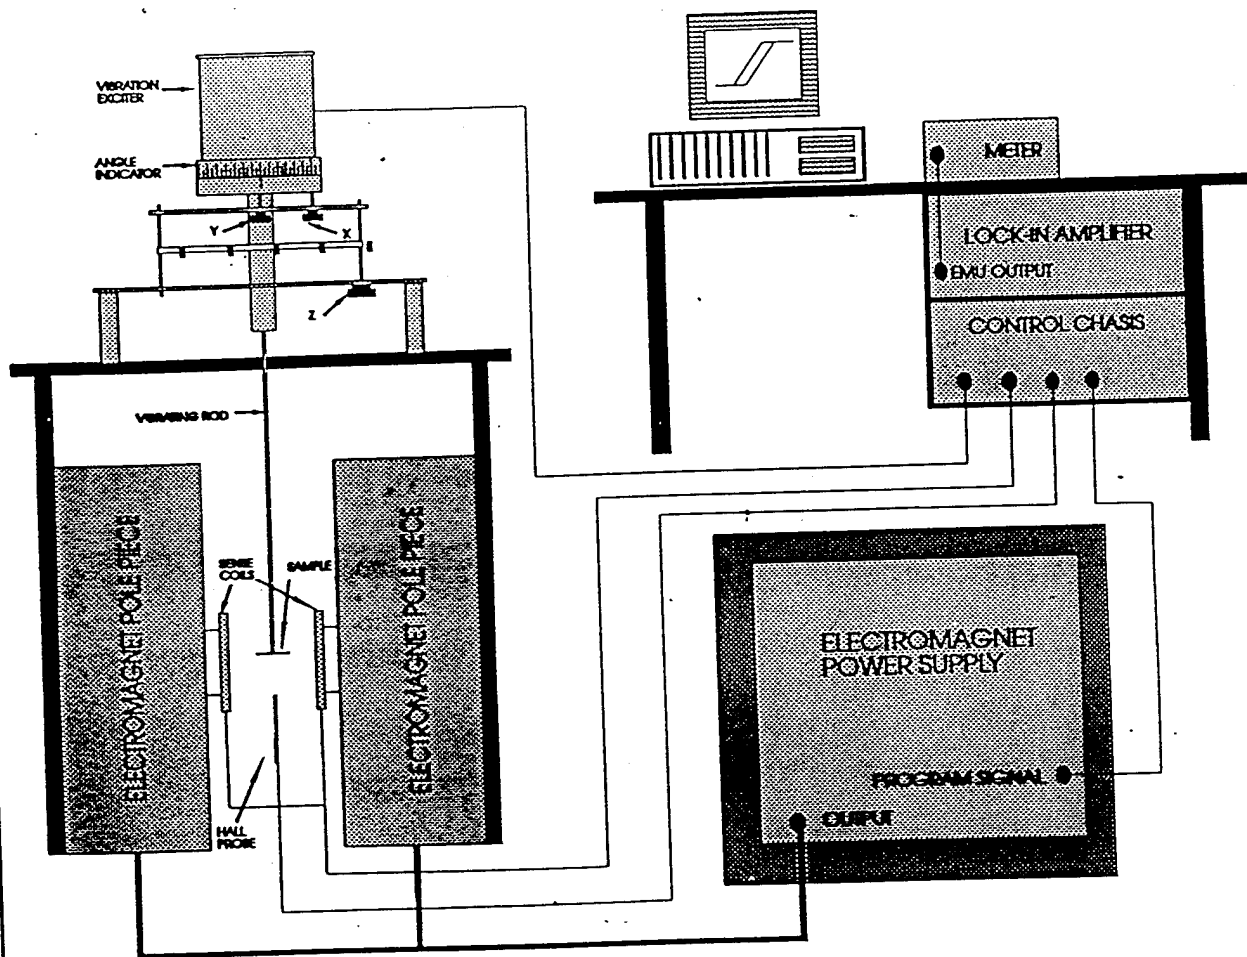 VIBRATION
EXCITER
ANGLE
INDICATOR
Y
X
Z
VIBRATING ROD
METER
LOCK-IN AMPLIFIER
EMU OUTPUT
CONTROL CHASIS
ELECTROMAGNET POLE PIECE
SENSE
COILS
SAMPLE
ELECTROMAGNET POLE PIECE
HALL
PROBE
ELECTROMAGNET
POWER SUPPLY
PROGRAM SIGNAL
OUTPUT